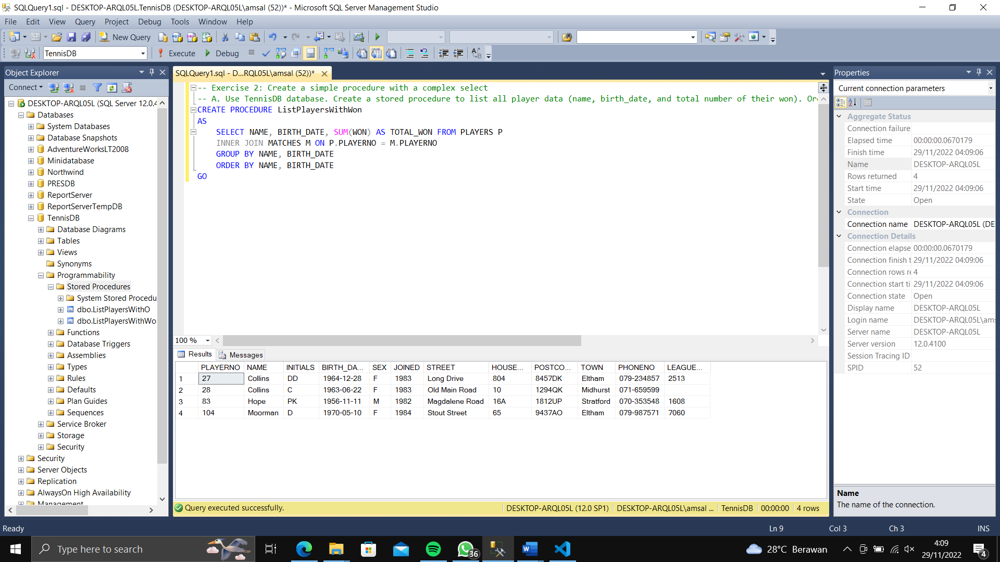 SQLQuery1.sql - DESKTOP-ARQL05L.TennisDB (DESKTOP-ARQL05L\amsal (52))* - Microsoft SQL Server Management Studio
File Edit View Query Project Debug Tools Window Help
New Query
TennisDB Execute Debug
Object Explorer
Connect
DESKTOP-ARQL05L (SQL Server 12.0.4
Databases
System Databases
Database Snapshots
AdventureWorksLT2008
Minidatabase
Northwind
PRESDB
ReportServer
ReportServerTempDB
TennisDB
Database Diagrams
Tables
Views
Synonyms
Programmability
Stored Procedures
System Stored Procedu
dbo.ListPlayersWithO
dbo.ListPlayersWithWo
Functions
Database Triggers
Assemblies
Types
Rules
Defaults
Plan Guides
Sequences
Service Broker
Storage
Security
Security
Server Objects
Replication
AlwaysOn High Availability
Management
SQLQuery1.sql - D...RQL05L\amsal (52))*
-- Exercise 2: Create a simple procedure with a complex select
-- A. Use TennisDB database. Create a stored procedure to list all player data (name, birth_date, and total number of their won). Or
CREATE PROCEDURE ListPlayersWithWon
AS
SELECT NAME, BIRTH_DATE, SUM(WON) AS TOTAL_WON FROM PLAYERS P
INNER JOIN MATCHES M ON P.PLAYERNO = M.PLAYERNO
GROUP BY NAME, BIRTH_DATE
ORDER BY NAME, BIRTH_DATE
GO
100 %
Results Messages
PLAYERNO NAME INITIALS BIRTH_DA... SEX JOINED STREET HOUSE... POSTCO... TOWN PHONENO LEAGUE...
1 27 Collins DD 1964-12-28 F 1983 Long Drive 804 8457DK Eltham 079-234857 2513
2 28 Collins C 1963-06-22 F 1983 Old Main Road 10 1294QK Midhurst 071-659599
3 83 Hope PK 1956-11-11 M 1982 Magdalene Road 16A 1812UP Stratford 070-353548 1608
4 104 Moorman D 1970-05-10 F 1984 Stout Street 65 9437AO Eltham 079-987571 7060
Query executed successfully. DESKTOP-ARQL05L (12.0 SP1) DESKTOP-ARQL05L\amsal ... TennisDB 00:00:00 4 rows
Properties
Current connection parameters
Aggregate Status
Connection failure
Elapsed time 00:00:00.0670179
Finish time 29/11/2022 04:09:06
Name DESKTOP-ARQL05L
Rows returned 4
Start time 29/11/2022 04:09:06
State Open
Connection
Connection name DESKTOP-ARQL05L (DE
Connection Details
Connection elapse 00:00:00.0670179
Connection finish t 29/11/2022 04:09:06
Connection rows re 4
Connection start ti 29/11/2022 04:09:06
Connection state Open
Display name DESKTOP-ARQL05L
Login name DESKTOP-ARQL05L\ams
Server name DESKTOP-ARQL05L
Server version 12.0.4100
Session Tracing ID
SPID 52
Name
The name of the connection.
Ready Ln 9 Col 3 Ch 3 INS
Type here to search 36 28°C Berawan 4:09
29/11/2022 4